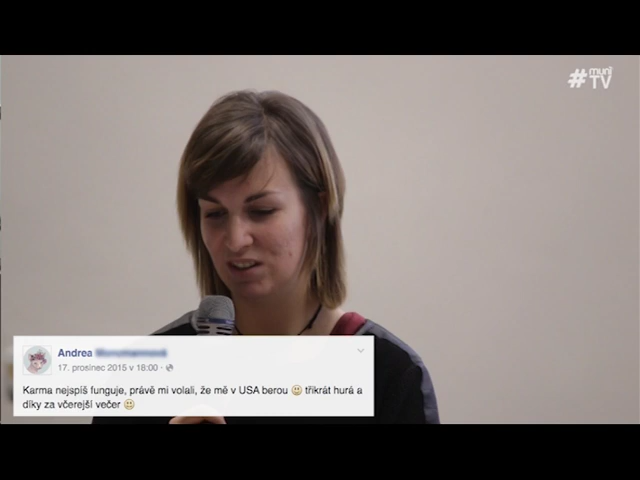 #muni
TV
Andrea
17. prosinec 2015 v 18:00 ·
Karma nejspíš funguje, právě mi volali, že mě v USA berou 😃 třikrát hurá a
díky za včerejší večer 😃